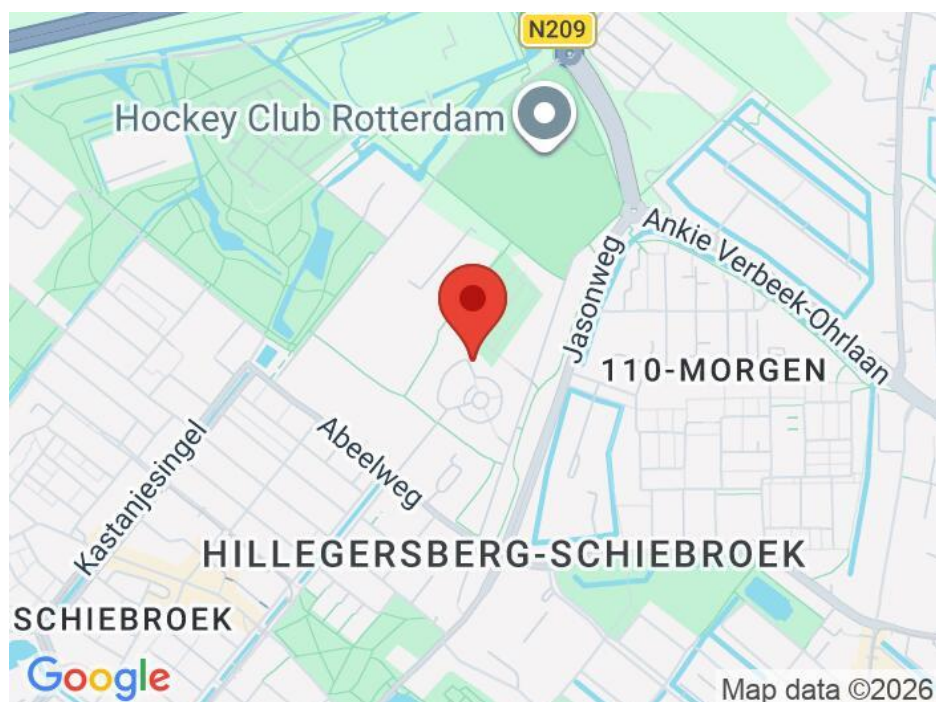 N209
Hockey Club Rotterdam
Ankie Verbeek-Ohrlaan
Jasonweg
110-MORGEN
Abeelweg
Kastanjesingel
HILLEGERSBERG-SCHIEBROEK
SCHIEBROEK
Google
Map data ©2026